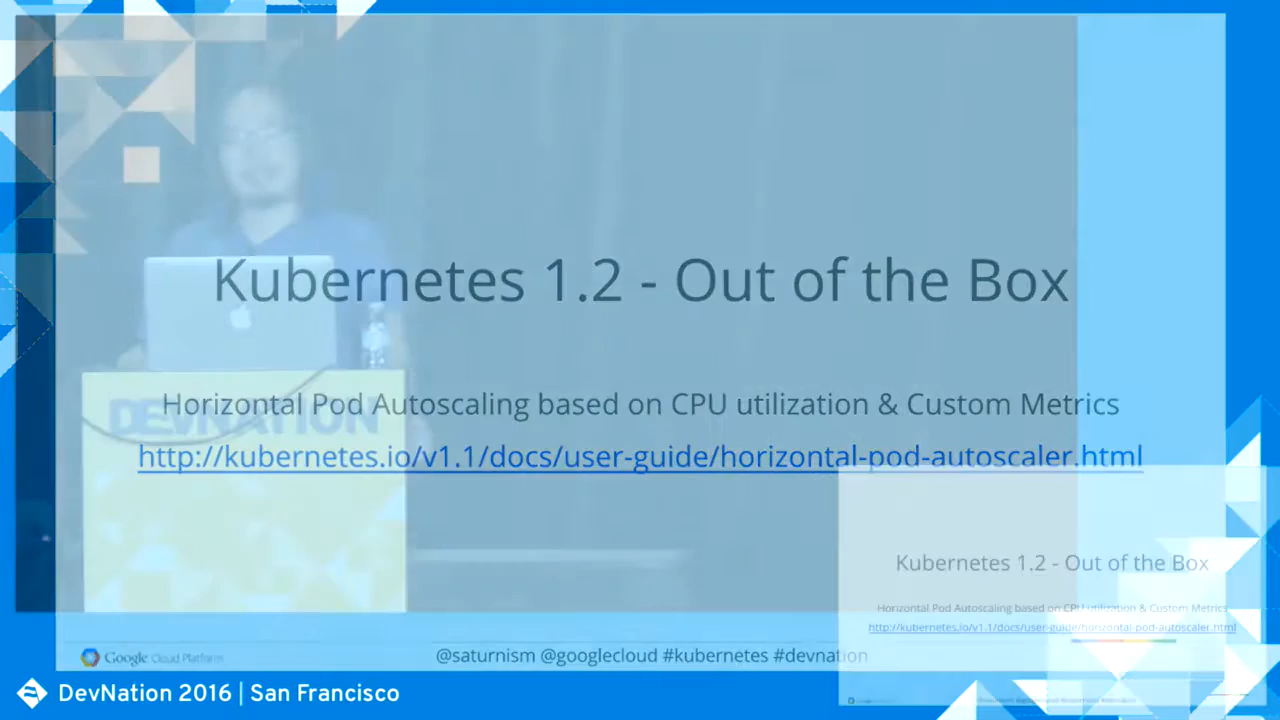 Kubernetes 1.2 - Out of the Box
Horizontal Pod Autoscaling based on CPU utilization & Custom Metrics
http://kubernetes.io/v1.1/docs/user-guide/horizontal-pod-autoscaler.html
DEVNATION
Kubernetes 1.2 - Out of the Box
Horizontal Pod Autoscaling based on CPU utilization & Custom Metrics
http://kubernetes.io/v1.1/docs/user-guide/horizontal-pod-autoscaler.html
Google Cloud Platform
@saturnism @googlecloud #kubernetes #devnation
DevNation 2016 | San Francisco